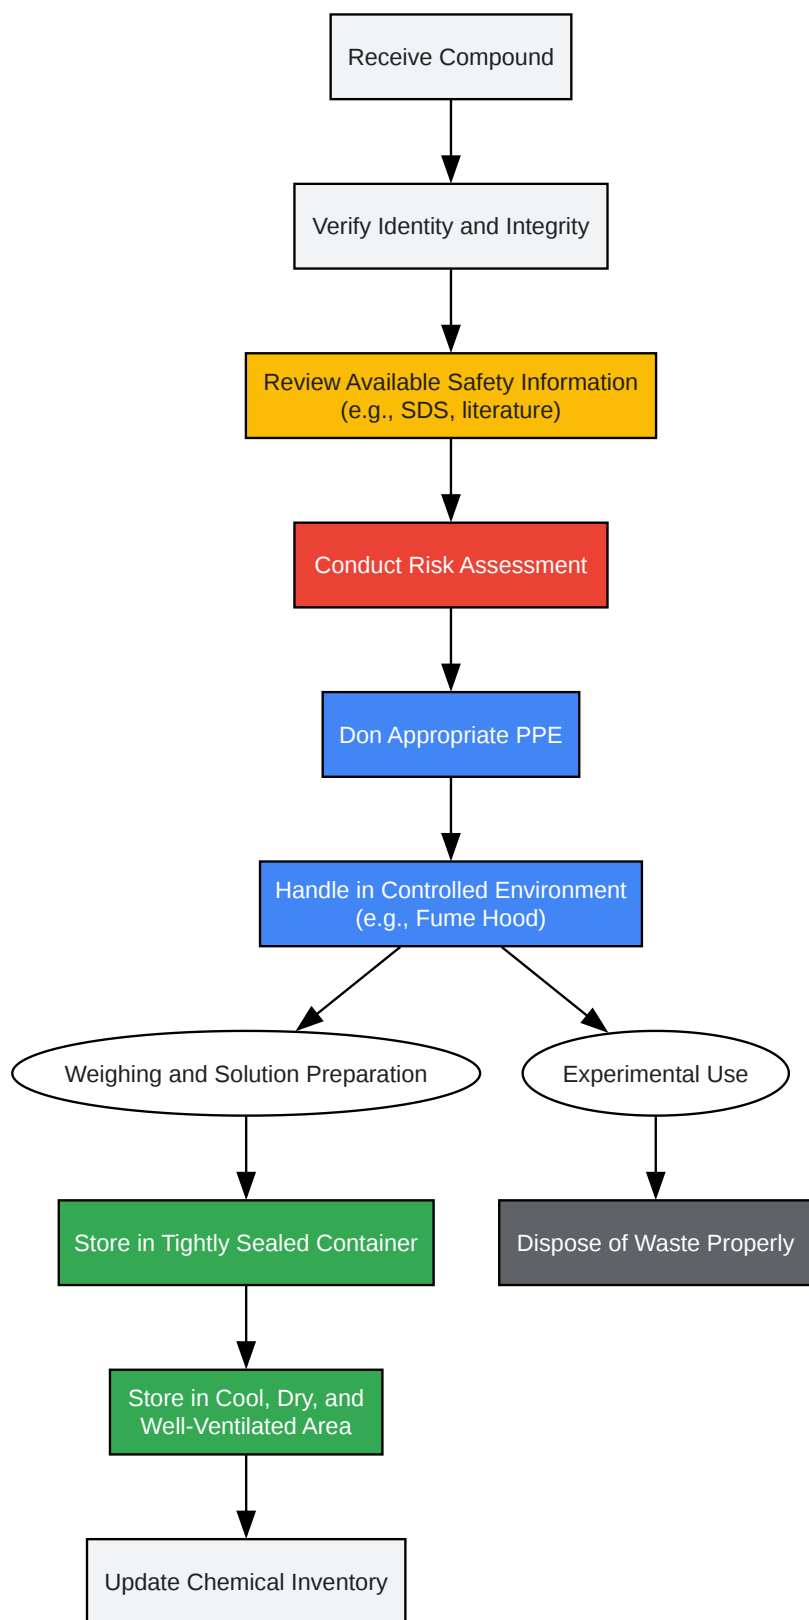 Receive Compound
Verify Identity and Integrity
Review Available Safety Information
(e.g., SDS, literature)
Conduct Risk Assessment
Don Appropriate PPE
Handle in Controlled Environment
(e.g., Fume Hood)
Weighing and Solution Preparation
Experimental Use
Store in Tightly Sealed Container
Dispose of Waste Properly
Store in Cool, Dry, and
Well-Ventilated Area
Update Chemical Inventory